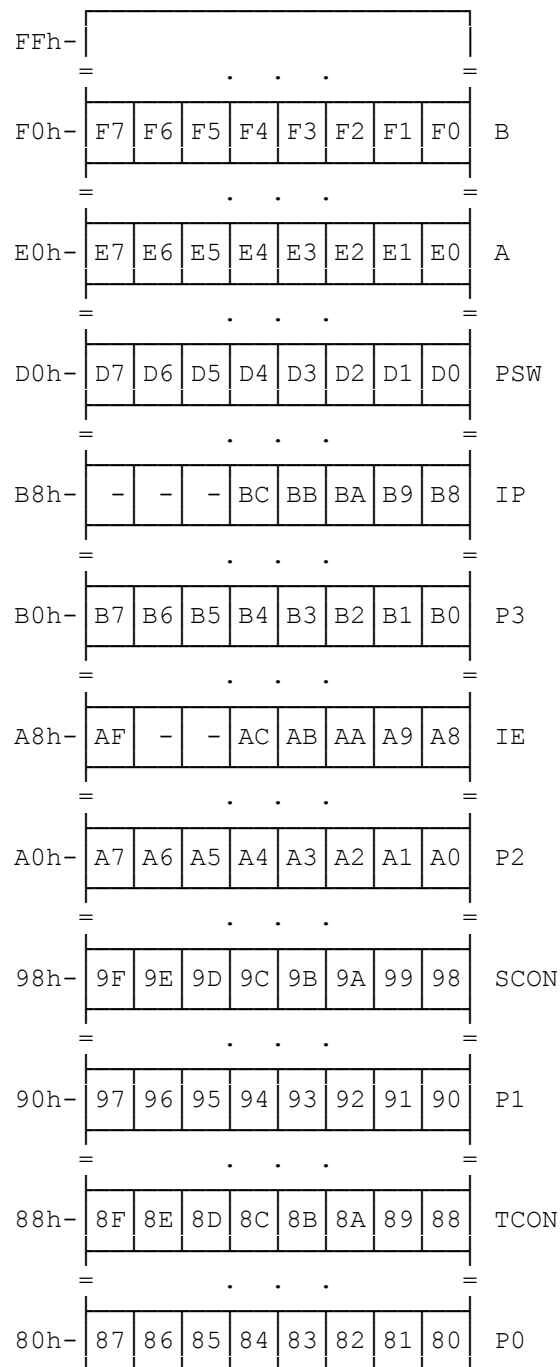 FFh-
= . . . =
F0h- F7 F6 F5 F4 F3 F2 F1 F0 B
= . . . =
E0h- E7 E6 E5 E4 E3 E2 E1 E0 A
= . . . =
D0h- D7 D6 D5 D4 D3 D2 D1 D0 PSW
= . . . =
B8h- - - - BC BB BA B9 B8 IP
= . . . =
B0h- B7 B6 B5 B4 B3 B2 B1 B0 P3
= . . . =
A8h- AF - - AC AB AA A9 A8 IE
= . . . =
A0h- A7 A6 A5 A4 A3 A2 A1 A0 P2
= . . . =
98h- 9F 9E 9D 9C 9B 9A 99 98 SCON
= . . . =
90h- 97 96 95 94 93 92 91 90 P1
= . . . =
88h- 8F 8E 8D 8C 8B 8A 89 88 TCON
= . . . =
80h- 87 86 85 84 83 82 81 80 P0